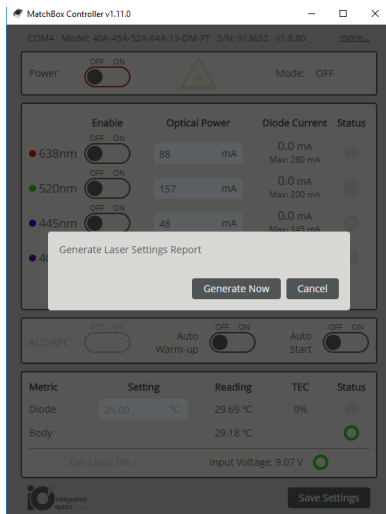 MatchBox Controller v1.11.0
COM4 Model: 40A-45A-52A-64A-13-DM-PT S/N: 913652 v1.8.80 more...
Power OFF ON Mode: OFF
Enable Optical Power Diode Current Status
OFF ON
638nm 88 mA 0.0 mA
Max: 280 mA
OFF ON
520nm 157 mA 0.0 mA
Max: 200 mA
OFF ON
445nm 48 mA 0.0 mA
Max: 145 mA
40
Generate Laser Settings Report
Generate Now Cancel
ACC/APC ACC APC Auto Warm-up OFF ON Auto Start OFF ON
Metric Setting Reading TEC Status
Diode 25.00 °C 29.69 °C 0%
Body 29.18 °C
Fan Load: 0% Input Voltage: 9.07 V
integrated
optics
Save Settings